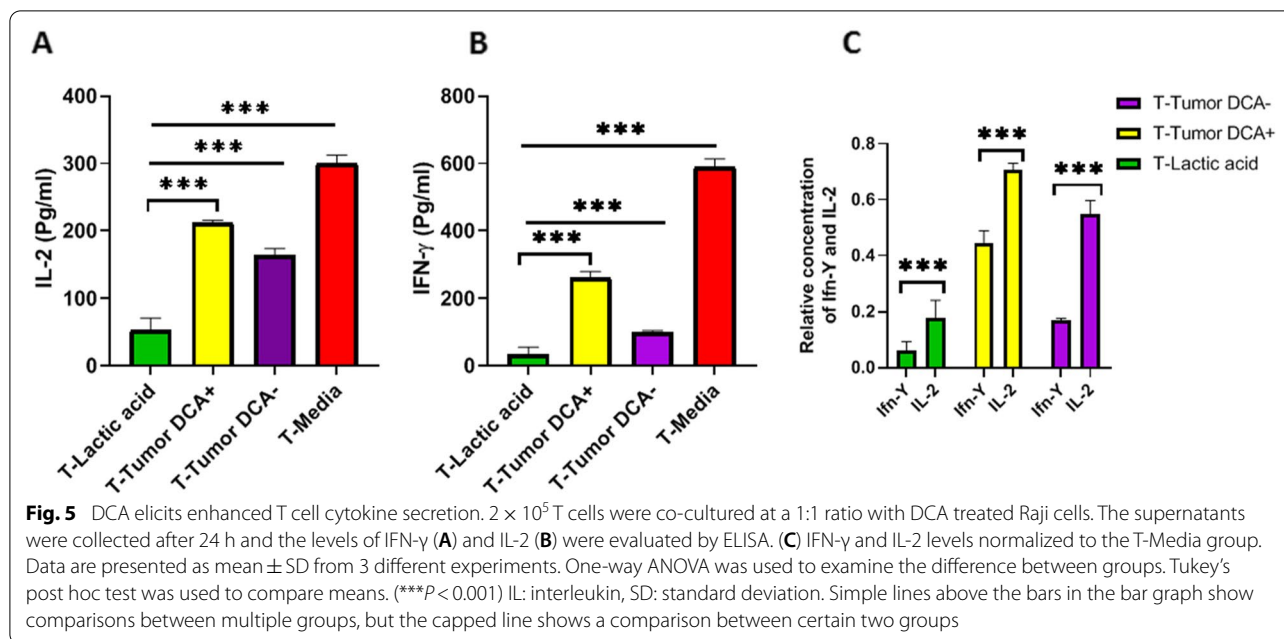 A
B
C
IL-2 (Pg/ml)
400
300
200
100
0
***
***
***
T-Lactic acid
T-Tumor DCA+
T-Tumor DCA-
T-Media
IFN-γ (Pg/ml)
800
600
400
200
0
***
***
***
T-Lactic acid
T-Tumor DCA+
T-Tumor DCA-
T-Media
Relative concentration
of Ifn-Y and IL-2
0.8
0.6
0.4
0.2
0.0
***
***
***
Ifn-Y
IL-2
Ifn-Y
IL-2
Ifn-Y
IL-2
T-Tumor DCA-
T-Tumor DCA+
T-Lactic acid
Fig. 5 DCA elicits enhanced T cell cytokine secretion. 2 × 10⁵ T cells were co-cultured at a 1:1 ratio with DCA treated Raji cells. The supernatants
were collected after 24 h and the levels of IFN-γ (A) and IL-2 (B) were evaluated by ELISA. (C) IFN-γ and IL-2 levels normalized to the T-Media group.
Data are presented as mean ± SD from 3 different experiments. One-way ANOVA was used to examine the difference between groups. Tukey's
post hoc test was used to compare means. (***P < 0.001) IL: interleukin, SD: standard deviation. Simple lines above the bars in the bar graph show
comparisons between multiple groups, but the capped line shows a comparison between certain two groups